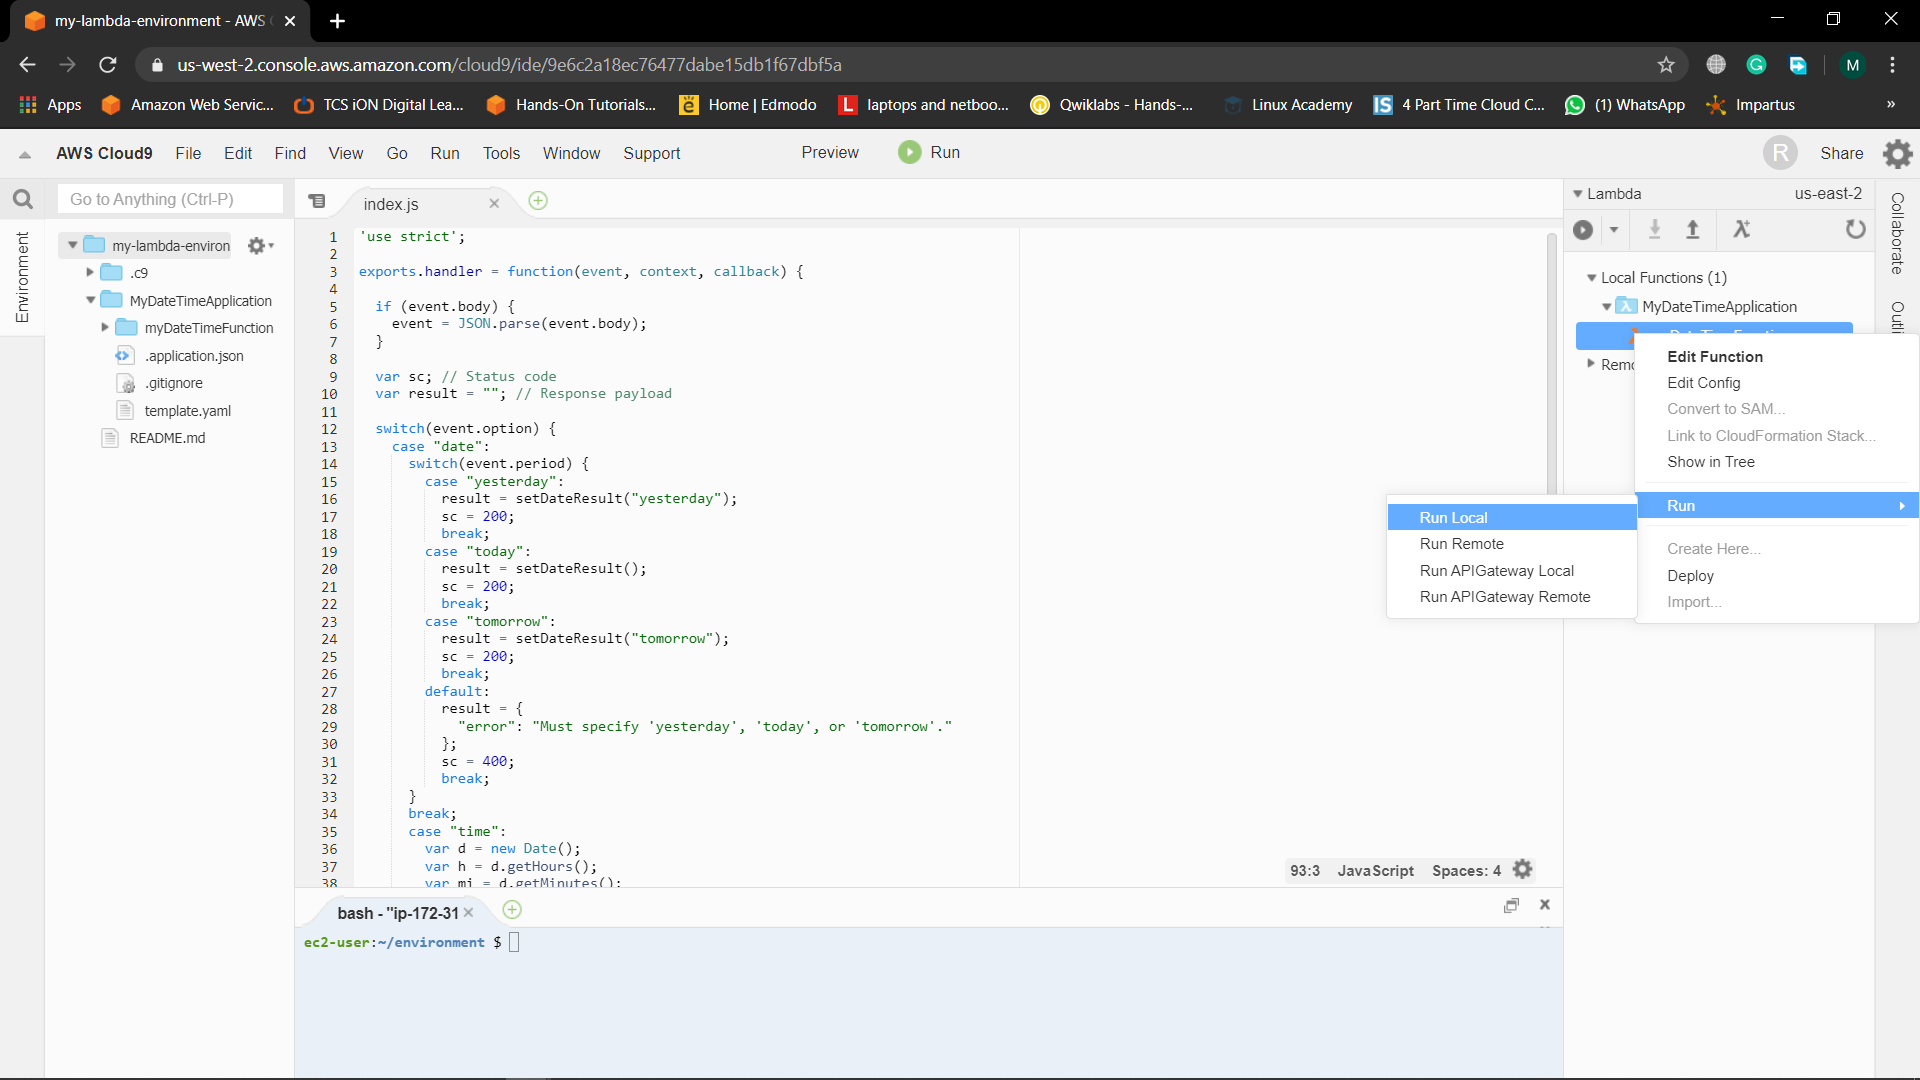 my-lambda-environment - AWS C
us-west-2.console.aws.amazon.com/cloud9/ide/9e6c2a18ec76477dabe15db1f67dbf5a
M
Apps
Amazon Web Servic...
TCS iON Digital Lea...
Hands-On Tutorials...
Home | Edmodo
laptops and netboo...
Qwiklabs - Hands-...
Linux Academy
4 Part Time Cloud C...
(1) WhatsApp
Impartus
»
AWS Cloud9 File Edit Find View Go Run Tools Window Support Preview Run R Share
Go to Anything (Ctrl-P)
Environment
my-lambda-environ
.c9
MyDateTimeApplication
myDateTimeFunction
.application.json
.gitignore
template.yaml
README.md
index.js
1 'use strict';
2
3 exports.handler = function(event, context, callback) {
4
5 if (event.body) {
6 event = JSON.parse(event.body);
7 }
8
9 var sc; // Status code
10 var result = ""; // Response payload
11
12 switch(event.option) {
13 case "date":
14 switch(event.period) {
15 case "yesterday":
16 result = setDateResult("yesterday");
17 sc = 200;
18 break;
19 case "today":
20 result = setDateResult();
21 sc = 200;
22 break;
23 case "tomorrow":
24 result = setDateResult("tomorrow");
25 sc = 200;
26 break;
27 default:
28 result = {
29 "error": "Must specify 'yesterday', 'today', or 'tomorrow'."
30 };
31 sc = 400;
32 break;
33 }
34 break;
35 case "time":
36 var d = new Date();
37 var h = d.getHours();
38 var mi = d.getMinutes();
93:3 JavaScript Spaces: 4
bash - "ip-172-31
ec2-user:~/environment $
Lambda us-east-2
Local Functions (1)
MyDateTimeApplication
Remo
Edit Function
Edit Config
Convert to SAM...
Link to CloudFormation Stack...
Show in Tree
Run
Create Here...
Deploy
Import...
Run Local
Run Remote
Run APIGateway Local
Run APIGateway Remote
Collaborate
Outli